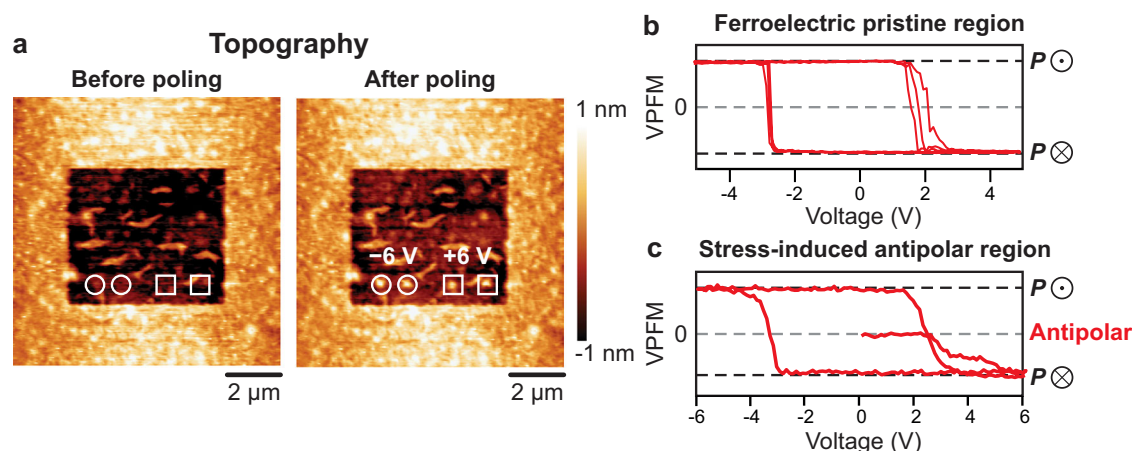 a
Topography
Before poling
After poling
−6 V
+6 V
1 nm
-1 nm
2 µm
2 µm
b
Ferroelectric pristine region
VPFM
0
P
P
-4
-2
0
2
4
Voltage (V)
c
Stress-induced antipolar region
VPFM
0
P
Antipolar
P
-6
-4
-2
0
2
4
6
Voltage (V)